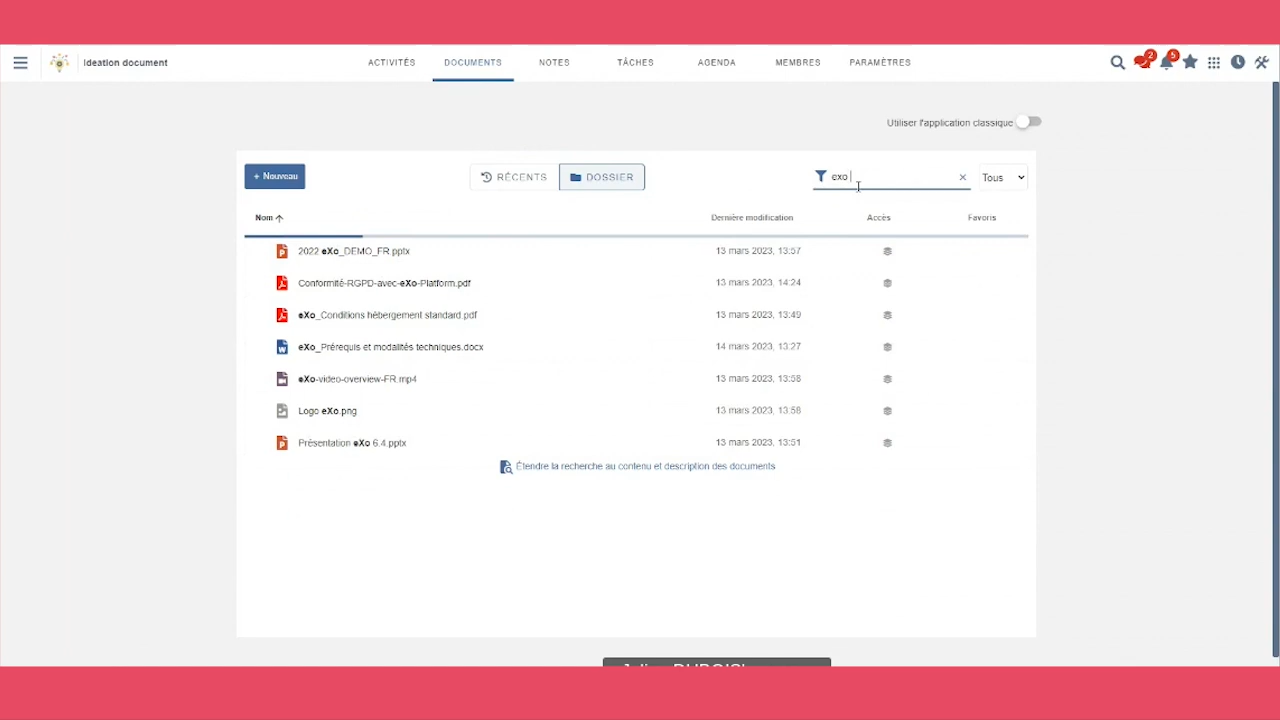 Ideation document
ACTIVITÉS DOCUMENTS NOTES TÂCHES AGENDA MEMBRES PARAMÈTRES
2 5
Utiliser l'application classique
+ Nouveau RÉCENTS DOSSIER exo Tous
Nom Dernière modification Accès Favoris
2022 eXo_DEMO_FR.pptx 13 mars 2023, 13:57
Conformité-RGPD-avec-eXo-Platform.pdf 13 mars 2023, 14:24
eXo_Conditions hébergement standard.pdf 13 mars 2023, 13:49
eXo_Prérequis et modalités techniques.docx 14 mars 2023, 13:27
eXo-video-overview-FR.mp4 13 mars 2023, 13:58
Logo eXo.png 13 mars 2023, 13:58
Présentation eXo 6.4.pptx 13 mars 2023, 13:51
Étendre la recherche au contenu et description des documents